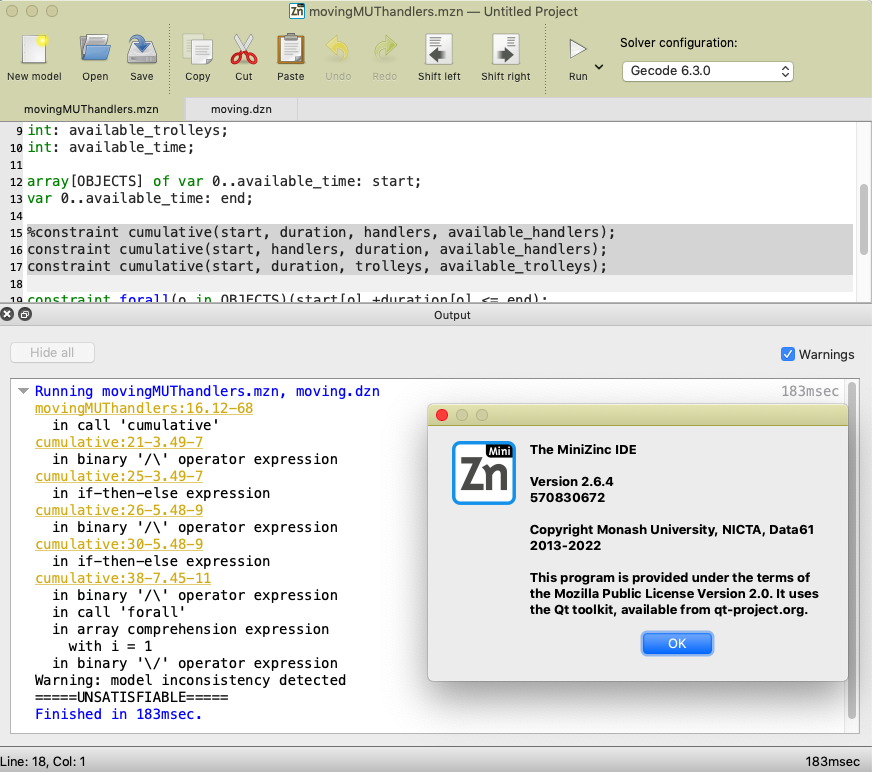 movingMUThandlers.mzn — Untitled Project
New model Open Save Copy Cut Paste Undo Redo Shift left Shift right Run
Solver configuration:
Gecode 6.3.0
movingMUThandlers.mzn moving.dzn
9 int: available_trolleys;
10 int: available_time;
11
12 array[OBJECTS] of var 0..available_time: start;
13 var 0..available_time: end;
14
15 %constraint cumulative(start, duration, handlers, available_handlers);
16 constraint cumulative(start, handlers, duration, available_handlers);
17 constraint cumulative(start, duration, trolleys, available_trolleys);
18
19 constraint forall(o in OBJECTS)(start[o] +duration[o] <= end);
Output
Hide all
Warnings
Running movingMUThandlers.mzn, moving.dzn 183msec
movingMUThandlers:16.12-68
in call 'cumulative'
cumulative:21-3.49-7
in binary '/\' operator expression
cumulative:25-3.49-7
in if-then-else expression
cumulative:26-5.48-9
in binary '/\' operator expression
cumulative:30-5.48-9
in if-then-else expression
cumulative:38-7.45-11
in binary '/\' operator expression
in call 'forall'
in array comprehension expression
with i = 1
in binary '\/' operator expression
Warning: model inconsistency detected
=====UNSATISFIABLE=====
Finished in 183msec.
Mini
Zn
The MiniZinc IDE
Version 2.6.4
570830672
Copyright Monash University, NICTA, Data61
2013-2022
This program is provided under the terms of
the Mozilla Public License Version 2.0. It uses
the Qt toolkit, available from qt-project.org.
OK
Line: 18, Col: 1 183msec